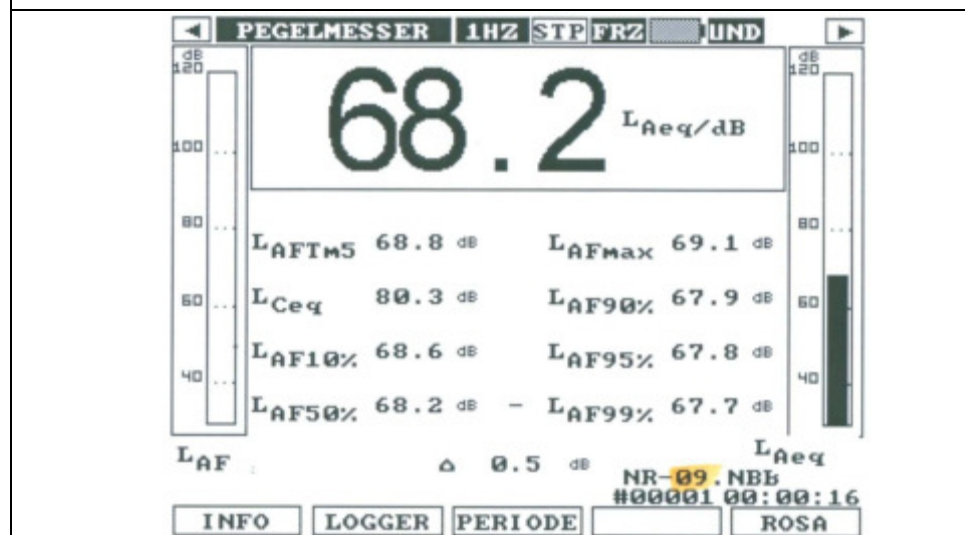 ◄ PEGELMESSER 1HZ STP FRZ UND ►
dB 120 100 80 60 40
68.2 LAeq/dB
dB 120 100 80 60 40
LAFTm5 68.8 dB LAFmax 69.1 dB
LCeq 80.3 dB LAF90% 67.9 dB
LAF10% 68.6 dB LAF95% 67.8 dB
LAF50% 68.2 dB - LAF99% 67.7 dB
LAF △ 0.5 dB LAeq
NR-09.NBB
#00001 00:00:16
INFO LOGGER PERIODE ROSA